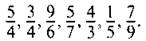 5/4, 3/4, 9/6, 5/7, 4/3, 1/5, 7/9.